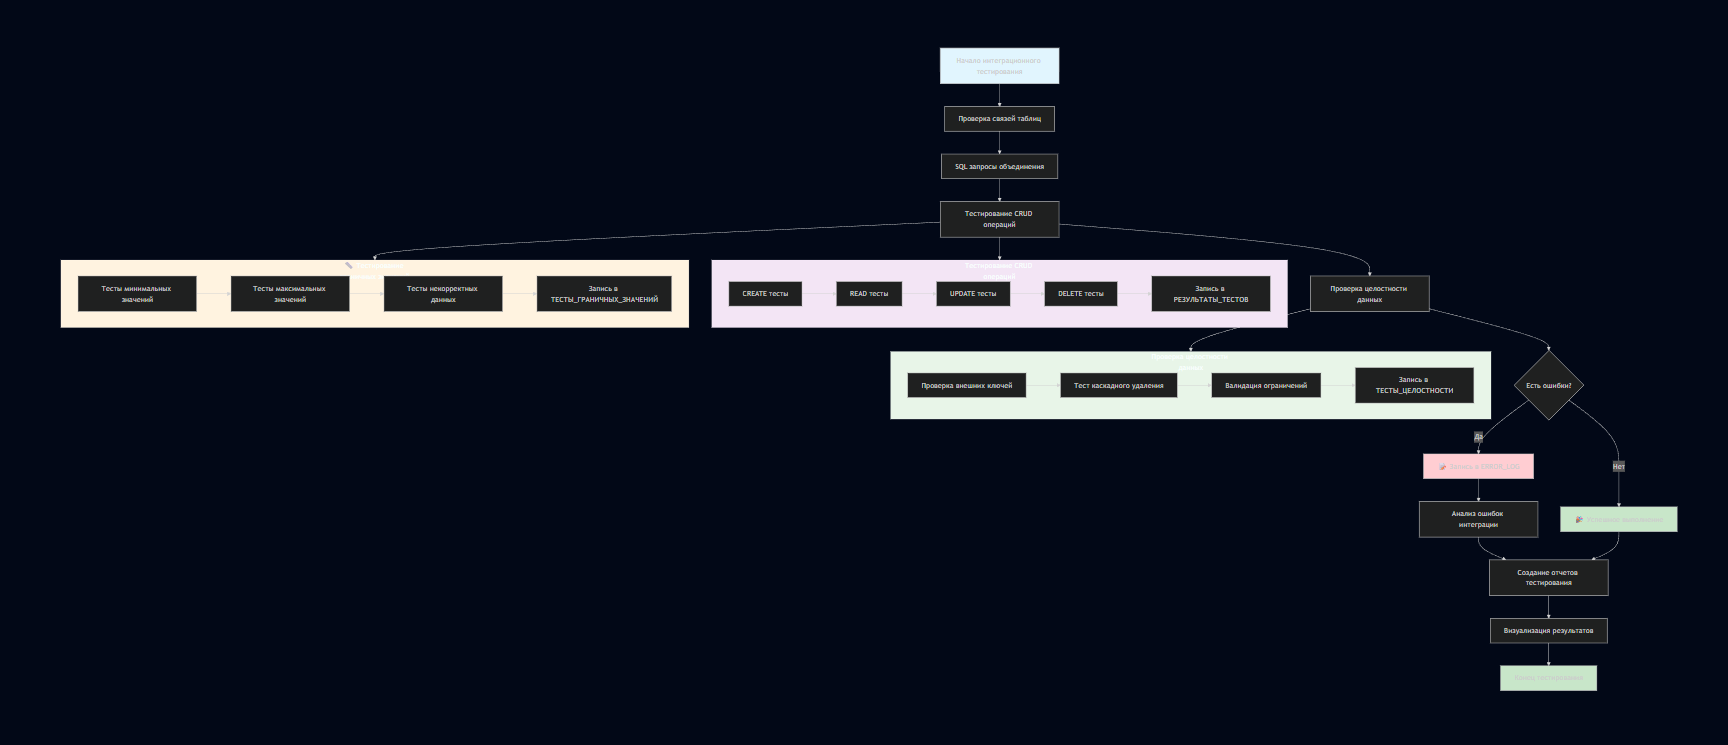 Начало интеграционного
тестирования
Проверка связей таблиц
SQL запросы объединения
Тестирование CRUD
операций
Тесты минимальных
значений
Тесты максимальных
значений
Тесты некорректных
данных
Запись в
ТЕСТЫ_ГРАНИЧНЫХ_ЗНАЧЕНИЙ
Тестирование CRUD
операций
CREATE тесты
READ тесты
UPDATE тесты
DELETE тесты
Запись в
РЕЗУЛЬТАТЫ_ТЕСТОВ
Проверка целостности
данных
Проверка целостности
данных
Проверка внешних ключей
Тест каскадного удаления
Валидация ограничений
Запись в
ТЕСТЫ_ЦЕЛОСТНОСТИ
Есть ошибки?
Да
Нет
Запись в ERROR_LOG
Анализ ошибок
интеграции
Создание отчетов
тестирования
Визуализация результатов
Конец тестирования